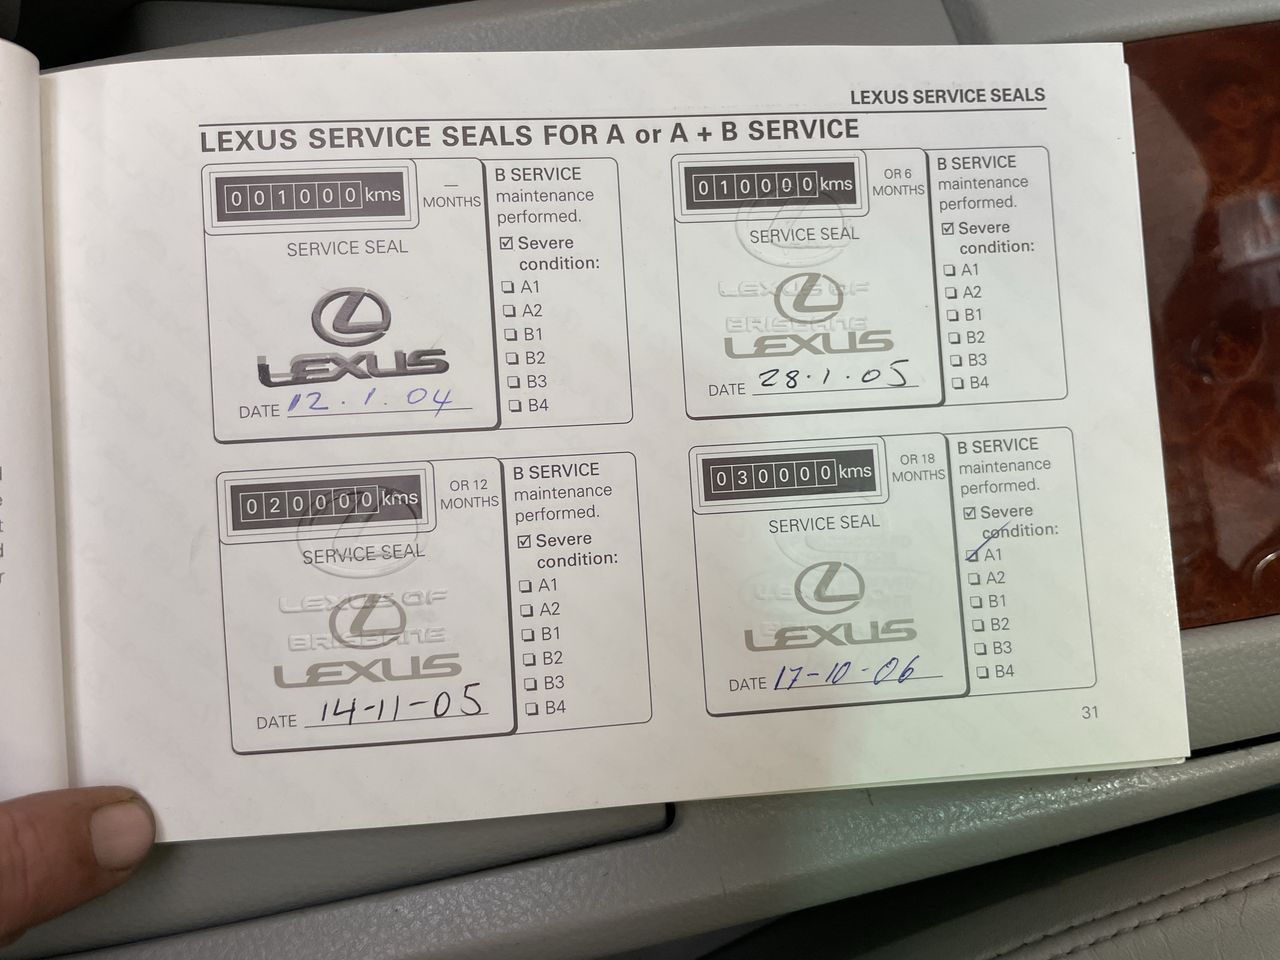 LEXUS SERVICE SEALS
LEXUS SERVICE SEALS FOR A or A + B SERVICE
001000 kms
—
MONTHS
SERVICE SEAL
LEXUS
DATE 12.1.04
B SERVICE
maintenance
performed.
☑ Severe
condition:
❏ A1
❏ A2
❏ B1
❏ B2
❏ B3
❏ B4
010000 kms
OR 6
MONTHS
SERVICE SEAL
LEXUS OF
BRISBANE
LEXUS
DATE 28.1.05
B SERVICE
maintenance
performed.
☑ Severe
condition:
❏ A1
❏ A2
❏ B1
❏ B2
❏ B3
❏ B4
020000 kms
OR 12
MONTHS
SERVICE SEAL
LEXUS OF
BRISBANE
LEXUS
DATE 14-11-05
B SERVICE
maintenance
performed.
☑ Severe
condition:
❏ A1
❏ A2
❏ B1
❏ B2
❏ B3
❏ B4
030000 kms
OR 18
MONTHS
SERVICE SEAL
LEXUS
DATE 17-10-06
B SERVICE
maintenance
performed.
☑ Severe
condition:
☑ A1
❏ A2
❏ B1
❏ B2
❏ B3
❏ B4
31